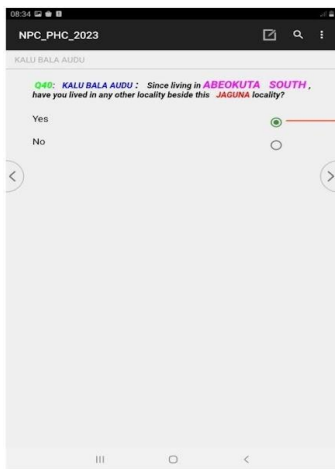 08:34
NPC_PHC_2023
KALU BALA AUDU
Q40: KALU BALA AUDU : Since living in ABEOKUTA SOUTH ,
have you lived in any other locality beside this JAGUNA locality?
Yes
No